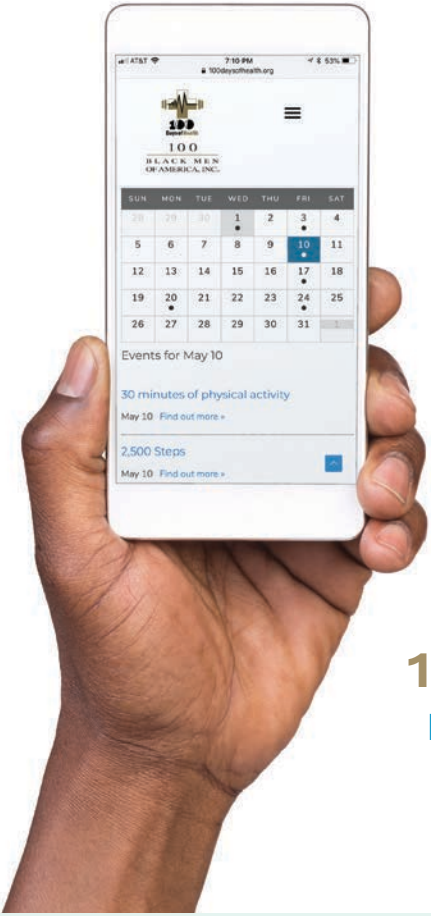 AT&T 7:10 PM 53%
100daysofhealth.org
100
Days of Health
100
BLACK MEN
OF AMERICA, INC.
SUN MON TUE WED THU FRI SAT
28 29 30 1 2 3 4
5 6 7 8 9 10 11
12 13 14 15 16 17 18
19 20 21 22 23 24 25
26 27 28 29 30 31 1
Events for May 10
30 minutes of physical activity
May 10 Find out more »
2,500 Steps
May 10 Find out more »
1